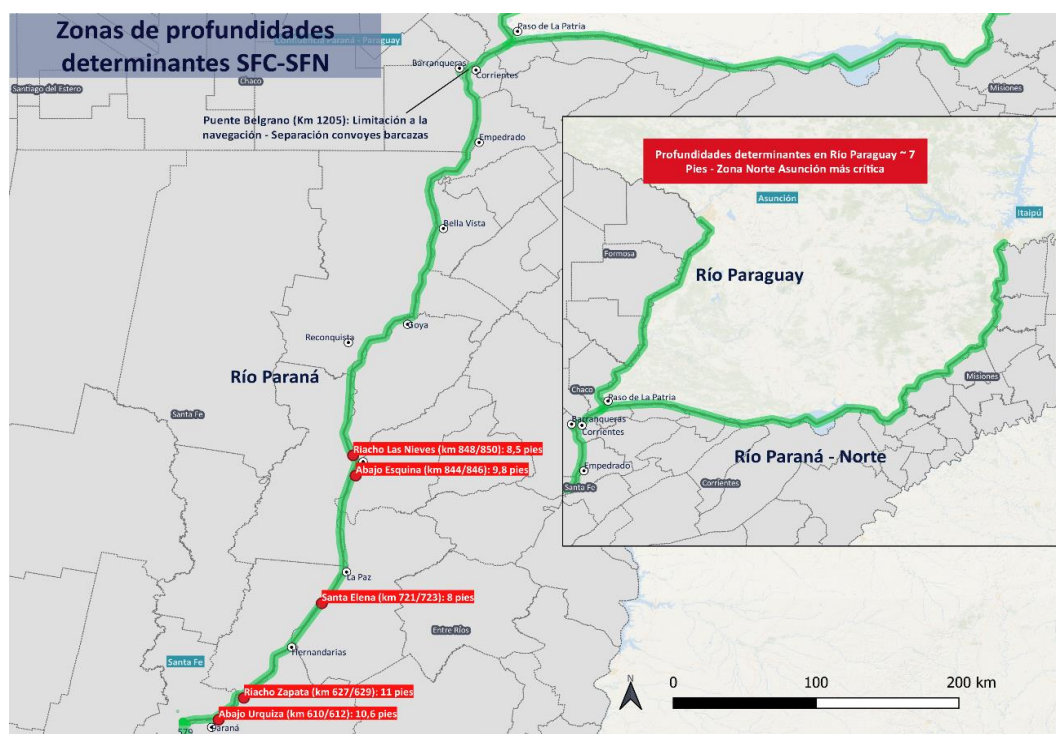 Zonas de profundidades
determinantes SFC-SFN
Confluencia Paraná - Paraguay
Paso de La Patria
Barranqueras
Corrientes
Chaco
Santiago del Estero
Misiones
Puente Belgrano (Km 1205): Limitación a la
navegación - Separación convoyes barcazas
Empedrado
Bella Vista
Goya
Reconquista
Río Paraná
Santa Fe
Riacho Las Nieves (km 848/850): 8,5 pies
Abajo Esquina (km 844/846): 9,8 pies
La Paz
Santa Elena (km 721/723): 8 pies
Entre Ríos
Hernandarias
Santa Fe
Riacho Zapata (km 627/629): 11 pies
Abajo Urquiza (km 610/612): 10,6 pies
Paraná
579
Profundidades determinantes en Río Paraguay ~ 7
Pies - Zona Norte Asunción más crítica
Asunción
Itaipú
Formosa
Río Paraguay
Misiones
Chaco
Paso de La Patria
Barranqueras
Corrientes
Río Paraná - Norte
Empedrado
Corrientes
Santa Fe
N
0 100 200 km